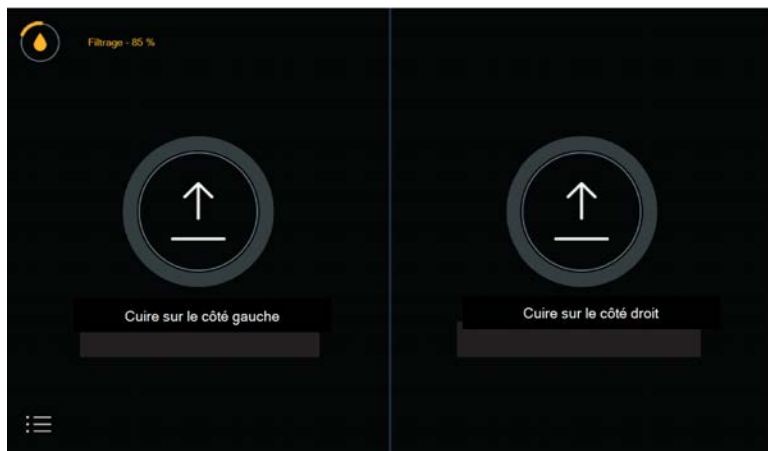 Filtrage - 85 %
Cuire sur le côté gauche
Cuire sur le côté droit